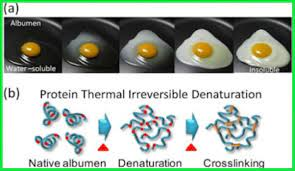 (a)
Albumen
Water-soluble
Insoluble
(b)
Protein Thermal Irreversible Denaturation
Native albumen
Denaturation
Crosslinking